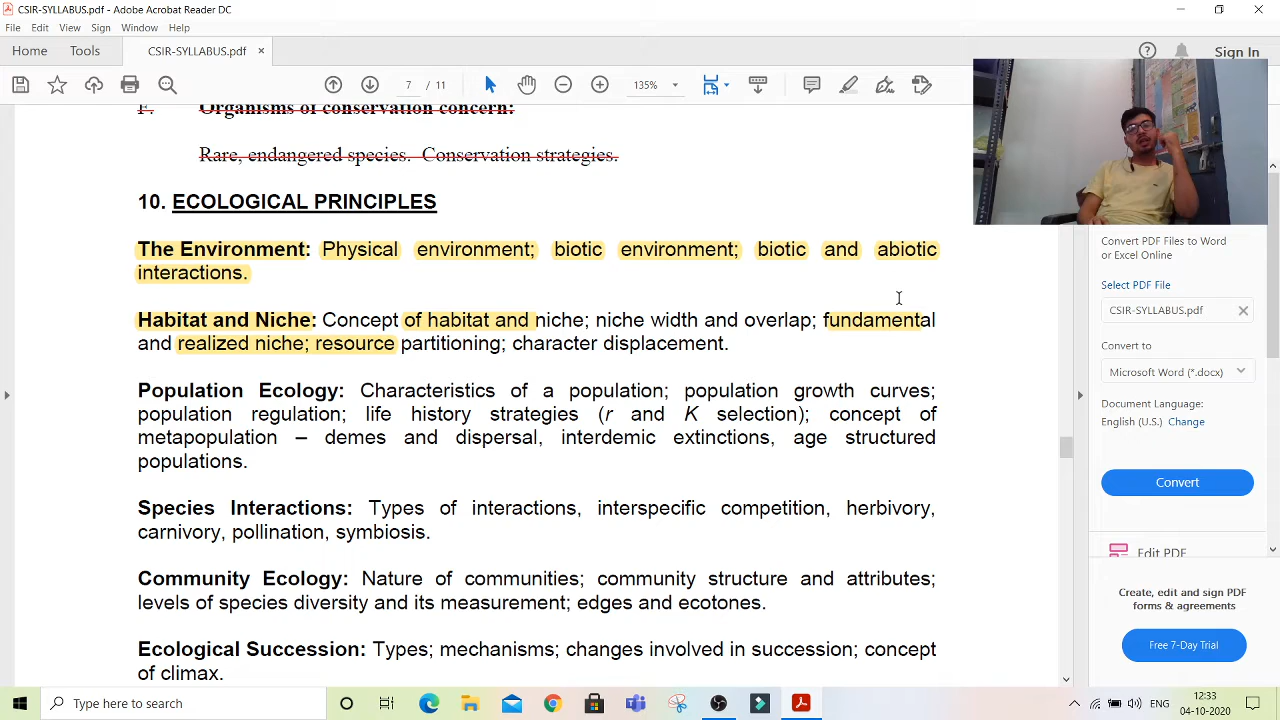 CSIR-SYLLABUS.pdf - Adobe Acrobat Reader DC
File Edit View Sign Window Help
Home Tools CSIR-SYLLABUS.pdf × Sign In
7 / 11 135%
F. Organisms of conservation concern:
Rare, endangered species. Conservation strategies.
10. ECOLOGICAL PRINCIPLES
The Environment: Physical environment; biotic environment; biotic and abiotic
interactions.
Habitat and Niche: Concept of habitat and niche; niche width and overlap; fundamental
and realized niche; resource partitioning; character displacement.
Population Ecology: Characteristics of a population; population growth curves;
population regulation; life history strategies (r and K selection); concept of
metapopulation – demes and dispersal, interdemic extinctions, age structured
populations.
Species Interactions: Types of interactions, interspecific competition, herbivory,
carnivory, pollination, symbiosis.
Community Ecology: Nature of communities; community structure and attributes;
levels of species diversity and its measurement; edges and ecotones.
Ecological Succession: Types; mechanisms; changes involved in succession; concept
of climax.
Convert PDF Files to Word
or Excel Online
Select PDF File
CSIR-SYLLABUS.pdf
Convert to
Microsoft Word (*.docx)
Document Language:
English (U.S.) Change
Convert
Edit PDF
Create, edit and sign PDF
forms & agreements
Free 7-Day Trial
Type here to search
ENG
12:33
04-10-2020